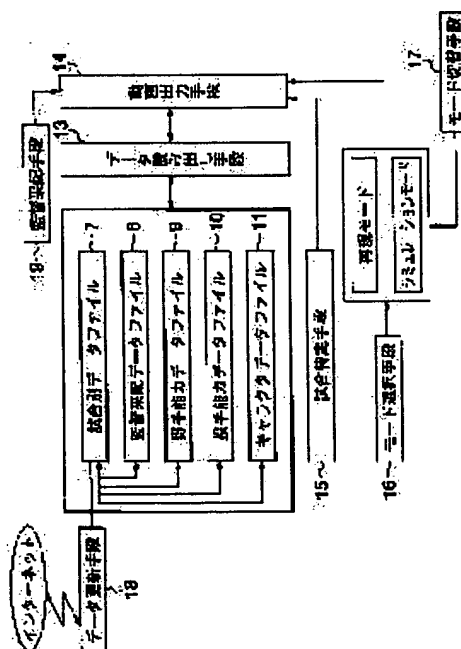 インターネット
データ更新手段
18
試合別データファイル
7
監督采配データファイル
8
野手能力データファイル
9
投手能力データファイル
10
キャラクタデータファイル
11
データ取り出し手段
13
動画出力手段
14
監督采配手段
19
試合特定手段
15
モード選択手段
16
再現モード
シミュレーションモード
モード切替手段
17